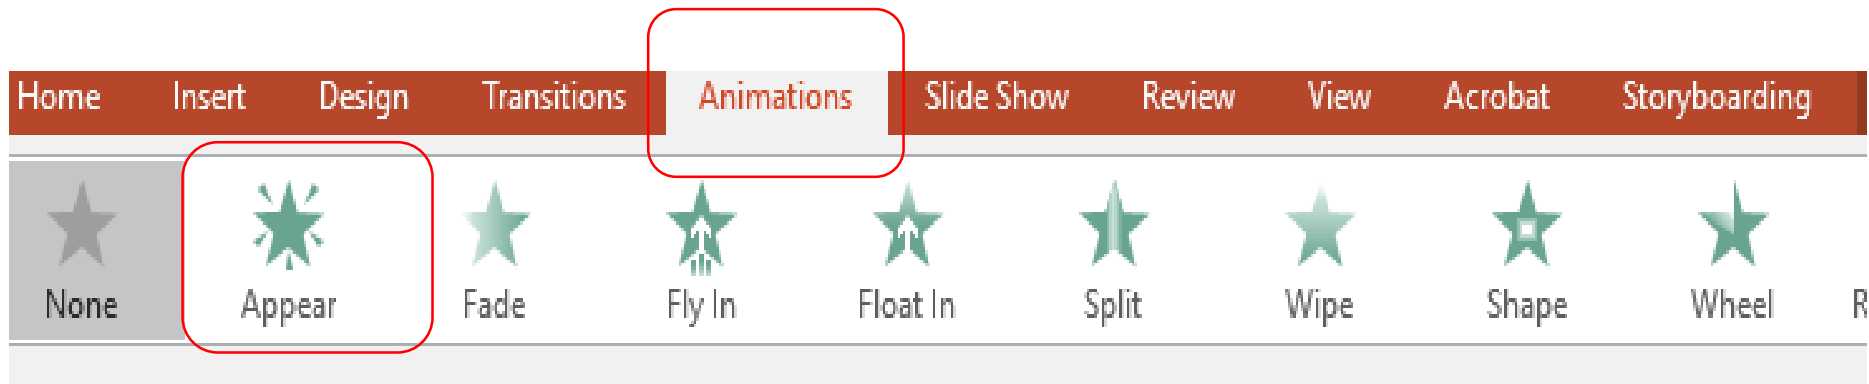 Home Insert Design Transitions Animations Slide Show Review View Acrobat Storyboarding
None Appear Fade Fly In Float In Split Wipe Shape Wheel